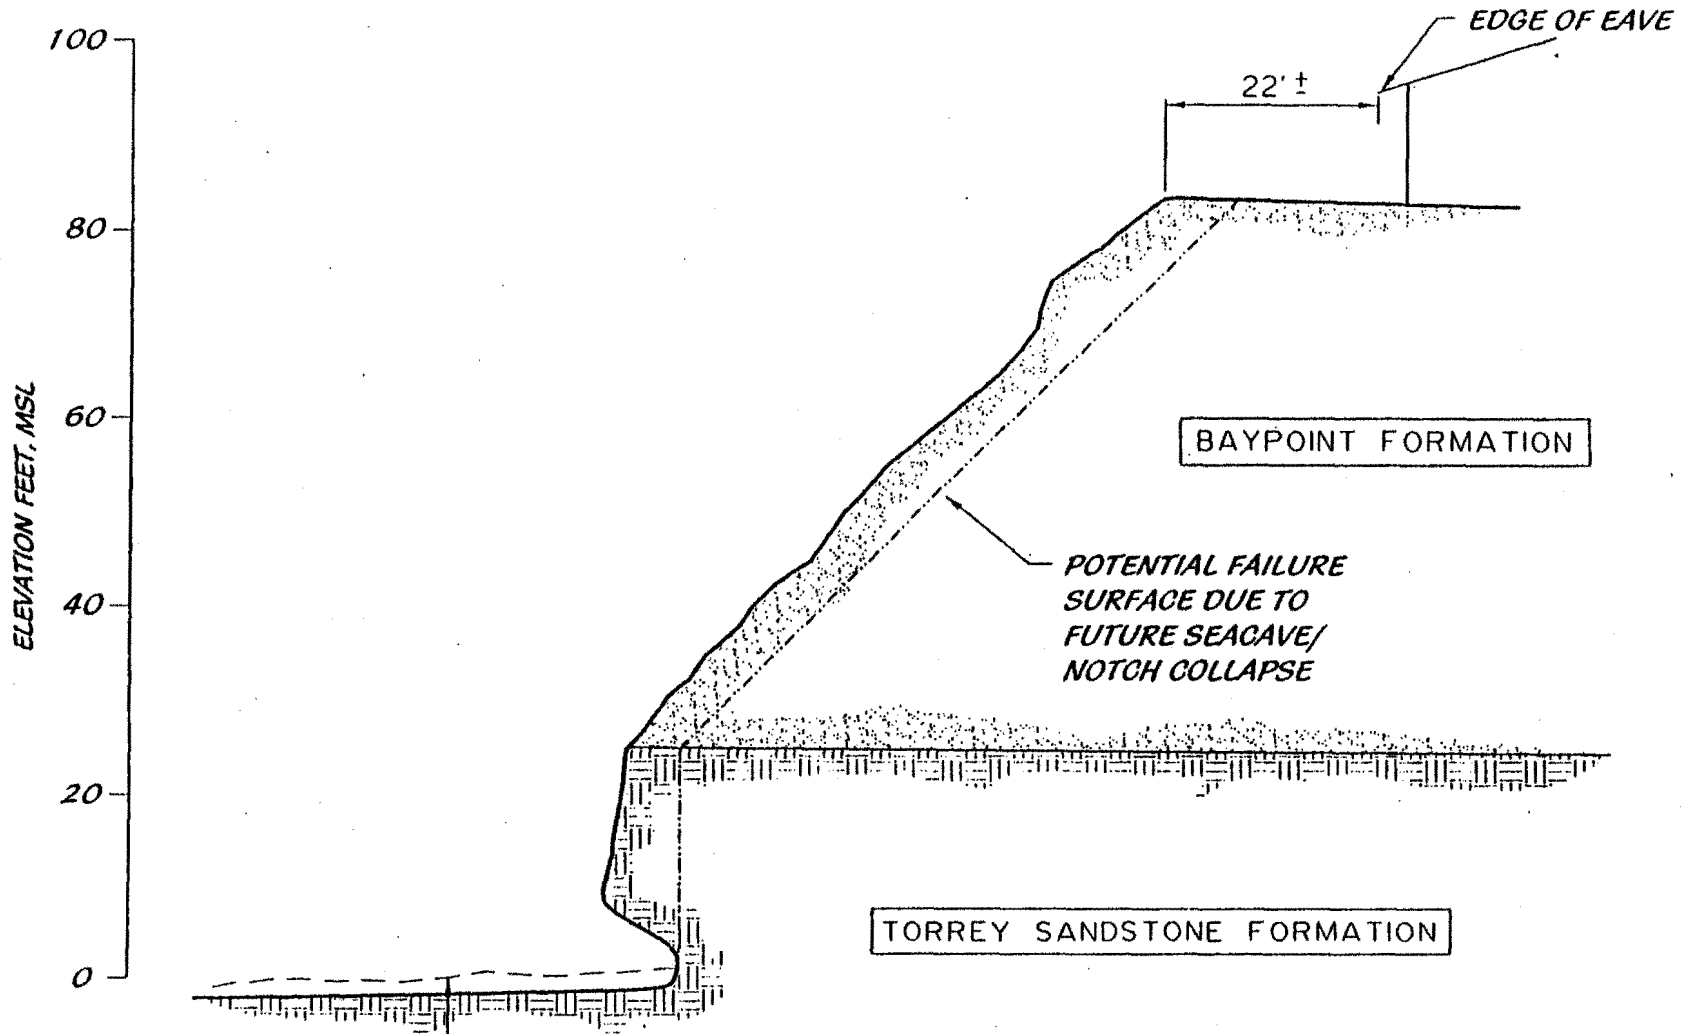 EDGE OF EAVE
100
22' ±
80
60
ELEVATION FEET, MSL
BAYPOINT FORMATION
POTENTIAL FAILURE
SURFACE DUE TO
FUTURE SEACAVE/
NOTCH COLLAPSE
40
20
TORREY SANDSTONE FORMATION
0